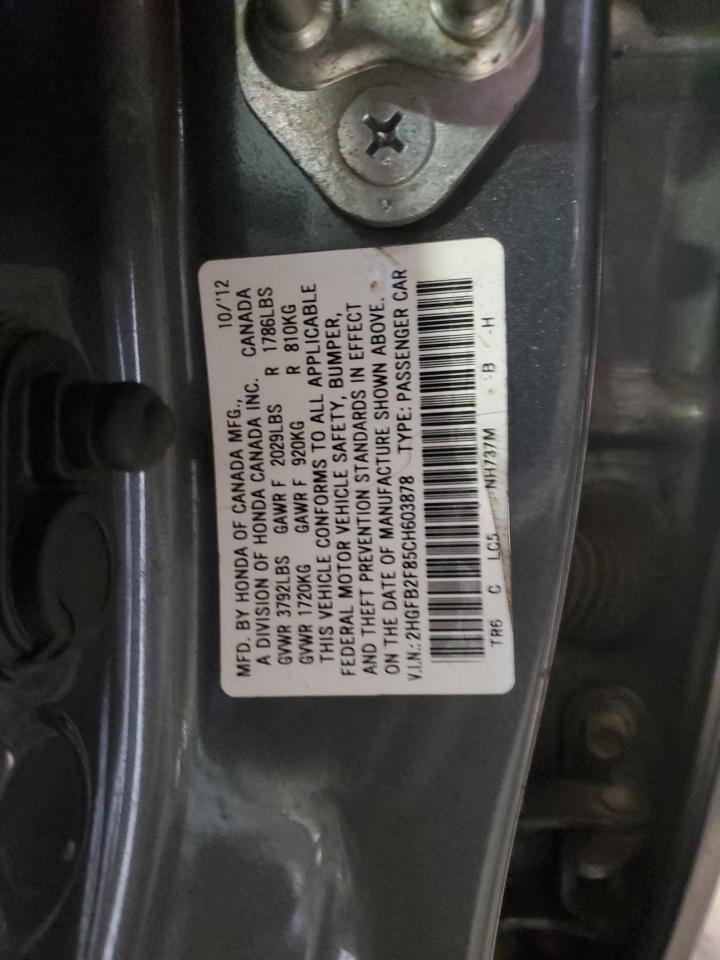 MFD. BY HONDA OF CANADA MFG., 10/'12
A DIVISION OF HONDA CANADA INC. CANADA
GVWR 3792LBS GAWR F 2029LBS R 1786LBS
GVWR 1720KG GAWR F 920KG R 810KG
THIS VEHICLE CONFORMS TO ALL APPLICABLE
FEDERAL MOTOR VEHICLE SAFETY, BUMPER,
AND THEFT PREVENTION STANDARDS IN EFFECT
ON THE DATE OF MANUFACTURE SHOWN ABOVE.
V.I.N.: 2HGFB2F85CH603878 TYPE: PASSENGER CAR
TR6 C LC5 NH737M B -H